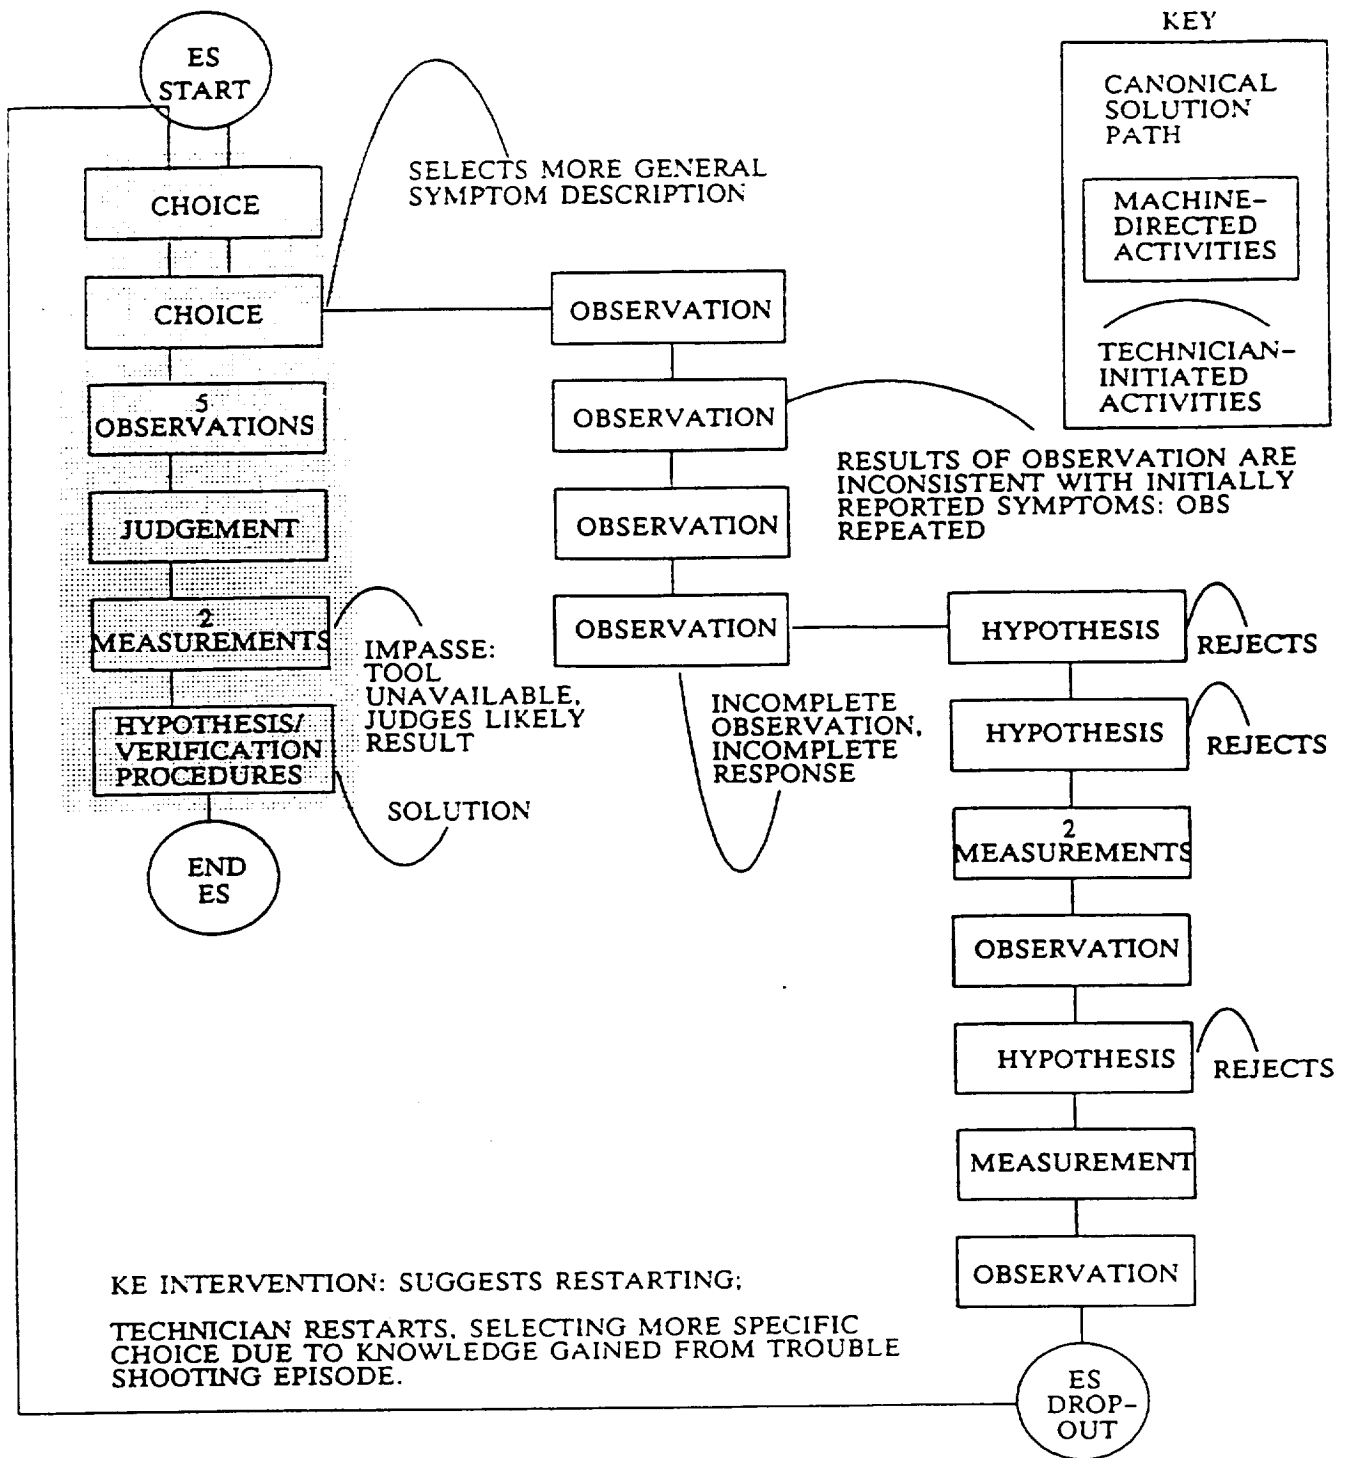 ES
START
CHOICE
CHOICE
5
OBSERVATIONS
JUDGEMENT
2
MEASUREMENTS
HYPOTHESIS/
VERIFICATION
PROCEDURES
END
ES
SELECTS MORE GENERAL
SYMPTOM DESCRIPTION
IMPASSE:
TOOL
UNAVAILABLE,
JUDGES LIKELY
RESULT
SOLUTION
OBSERVATION
OBSERVATION
OBSERVATION
OBSERVATION
RESULTS OF OBSERVATION ARE
INCONSISTENT WITH INITIALLY
REPORTED SYMPTOMS: OBS
REPEATED
INCOMPLETE
OBSERVATION,
INCOMPLETE
RESPONSE
HYPOTHESIS
REJECTS
HYPOTHESIS
REJECTS
2
MEASUREMENTS
OBSERVATION
HYPOTHESIS
REJECTS
MEASUREMENT
OBSERVATION
ES
DROP-
OUT
KE INTERVENTION: SUGGESTS RESTARTING;
TECHNICIAN RESTARTS, SELECTING MORE SPECIFIC
CHOICE DUE TO KNOWLEDGE GAINED FROM TROUBLE
SHOOTING EPISODE.
KEY
CANONICAL
SOLUTION
PATH
MACHINE-
DIRECTED
ACTIVITIES
TECHNICIAN-
INITIATED
ACTIVITIES